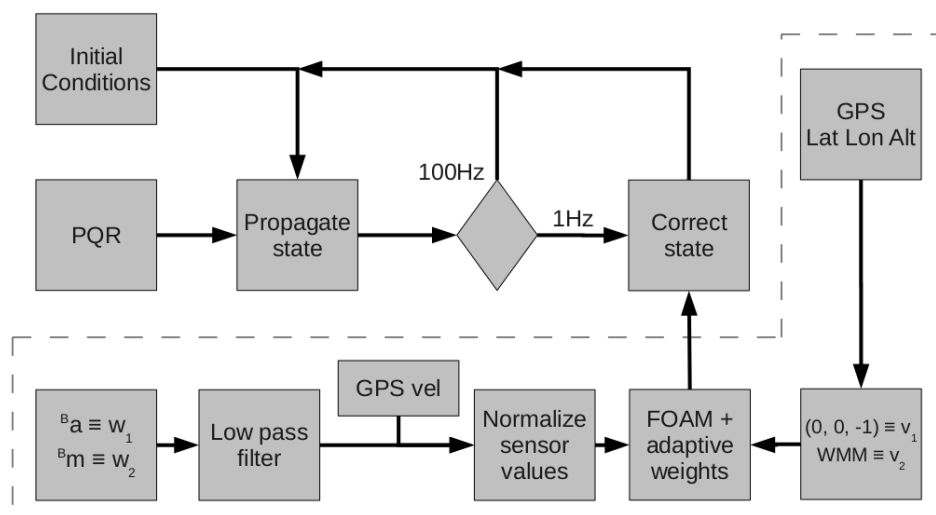 Initial
Conditions
GPS
Lat Lon Alt
100Hz
PQR
Propagate
state
1Hz
Correct
state
GPS vel
ᴮa ≡ w₁
ᴮm ≡ w₂
Low pass
filter
Normalize
sensor
values
FOAM +
adaptive
weights
(0, 0, -1) ≡ v₁
WMM ≡ v₂